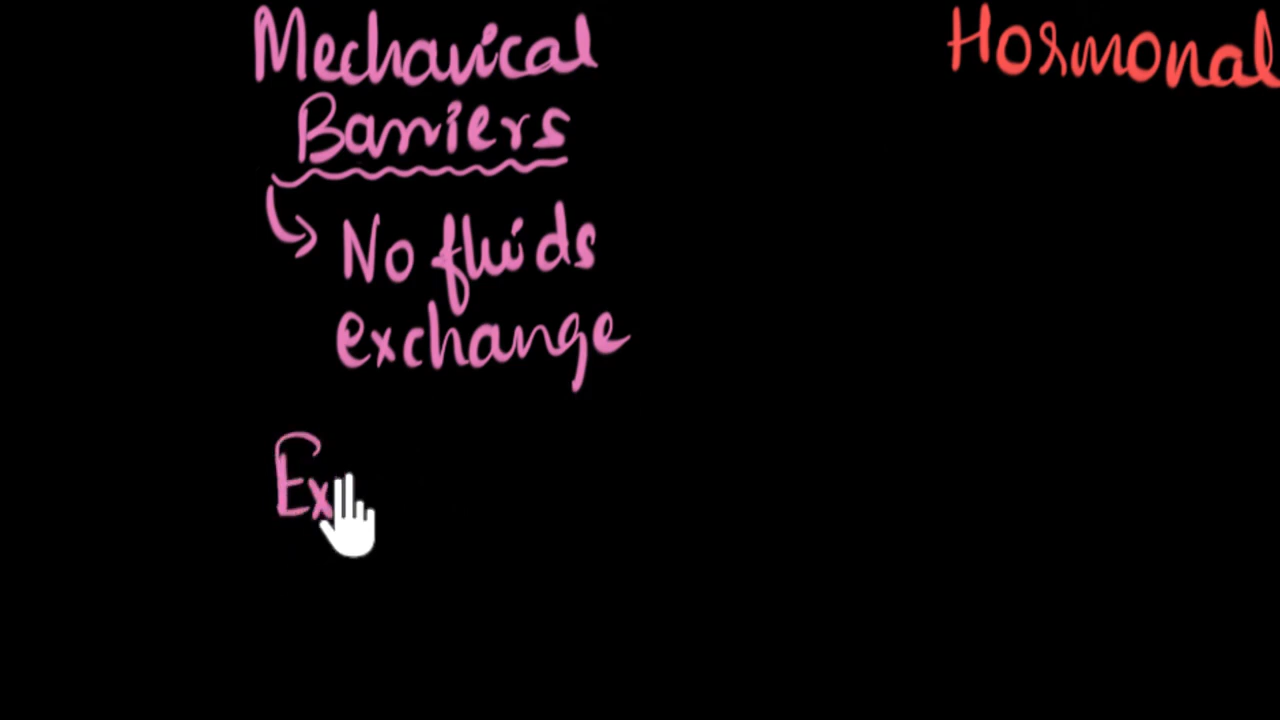 Mechanical
Barriers
No fluids
exchange
Ex
Hormonal